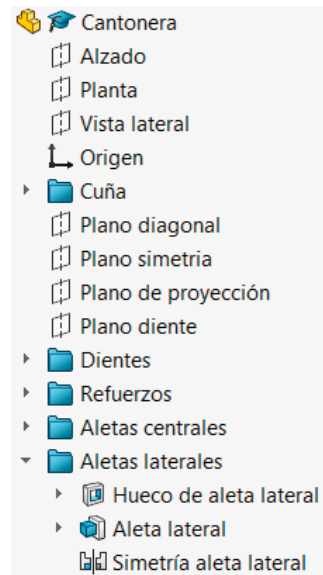 Cantonera
Alzado
Planta
Vista lateral
Origen
Cuña
Plano diagonal
Plano simetria
Plano de proyección
Plano diente
Dientes
Refuerzos
Aletas centrales
Aletas laterales
Hueco de aleta lateral
Aleta lateral
Simetría aleta lateral